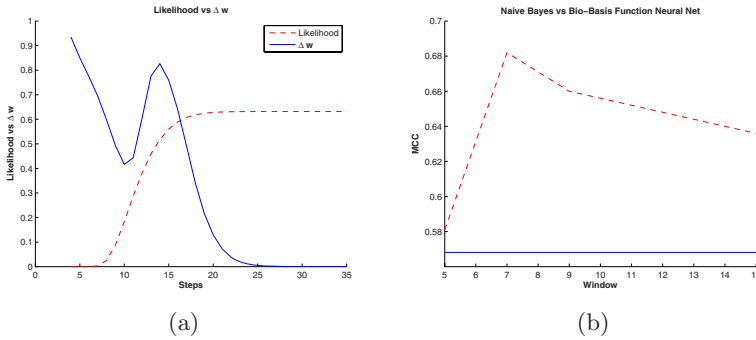 Likelihood vs Δ w
Likelihood
Δ w
Likelihood vs Δ w
1
0.9
0.8
0.7
0.6
0.5
0.4
0.3
0.2
0.1
0
0 5 10 15 20 25 30 35
Steps
(a)
Naive Bayes vs Bio−Basis Function Neural Net
MCC
0.7
0.68
0.66
0.64
0.62
0.6
0.58
5 6 7 8 9 10 11 12 13 14 15
Window
(b)